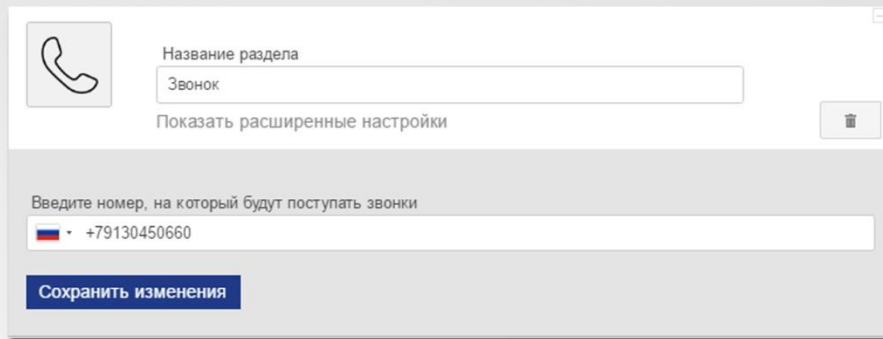 Название раздела
Звонок
Показать расширенные настройки
Введите номер, на который будут поступать звонки
+79130450660
Сохранить изменения